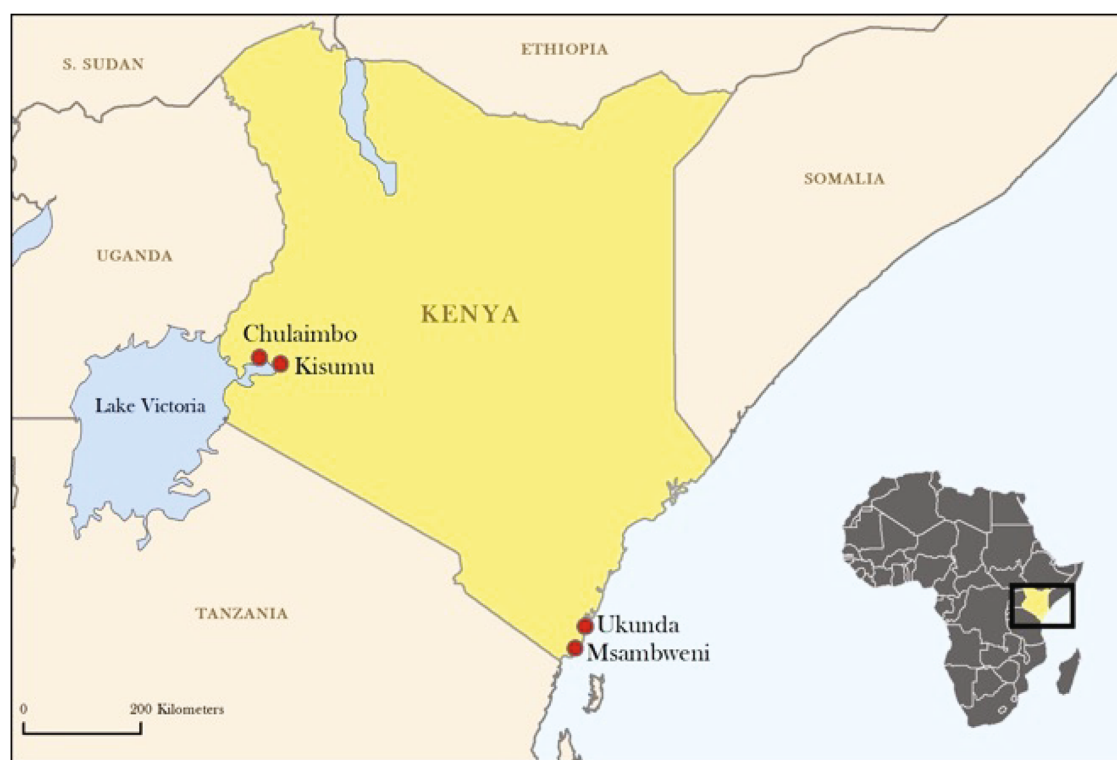 ETHIOPIA
S. SUDAN
SOMALIA
UGANDA
KENYA
Chulaimbo
Kisumu
Lake Victoria
TANZANIA
Ukunda
Msambweni
0 200 Kilometers